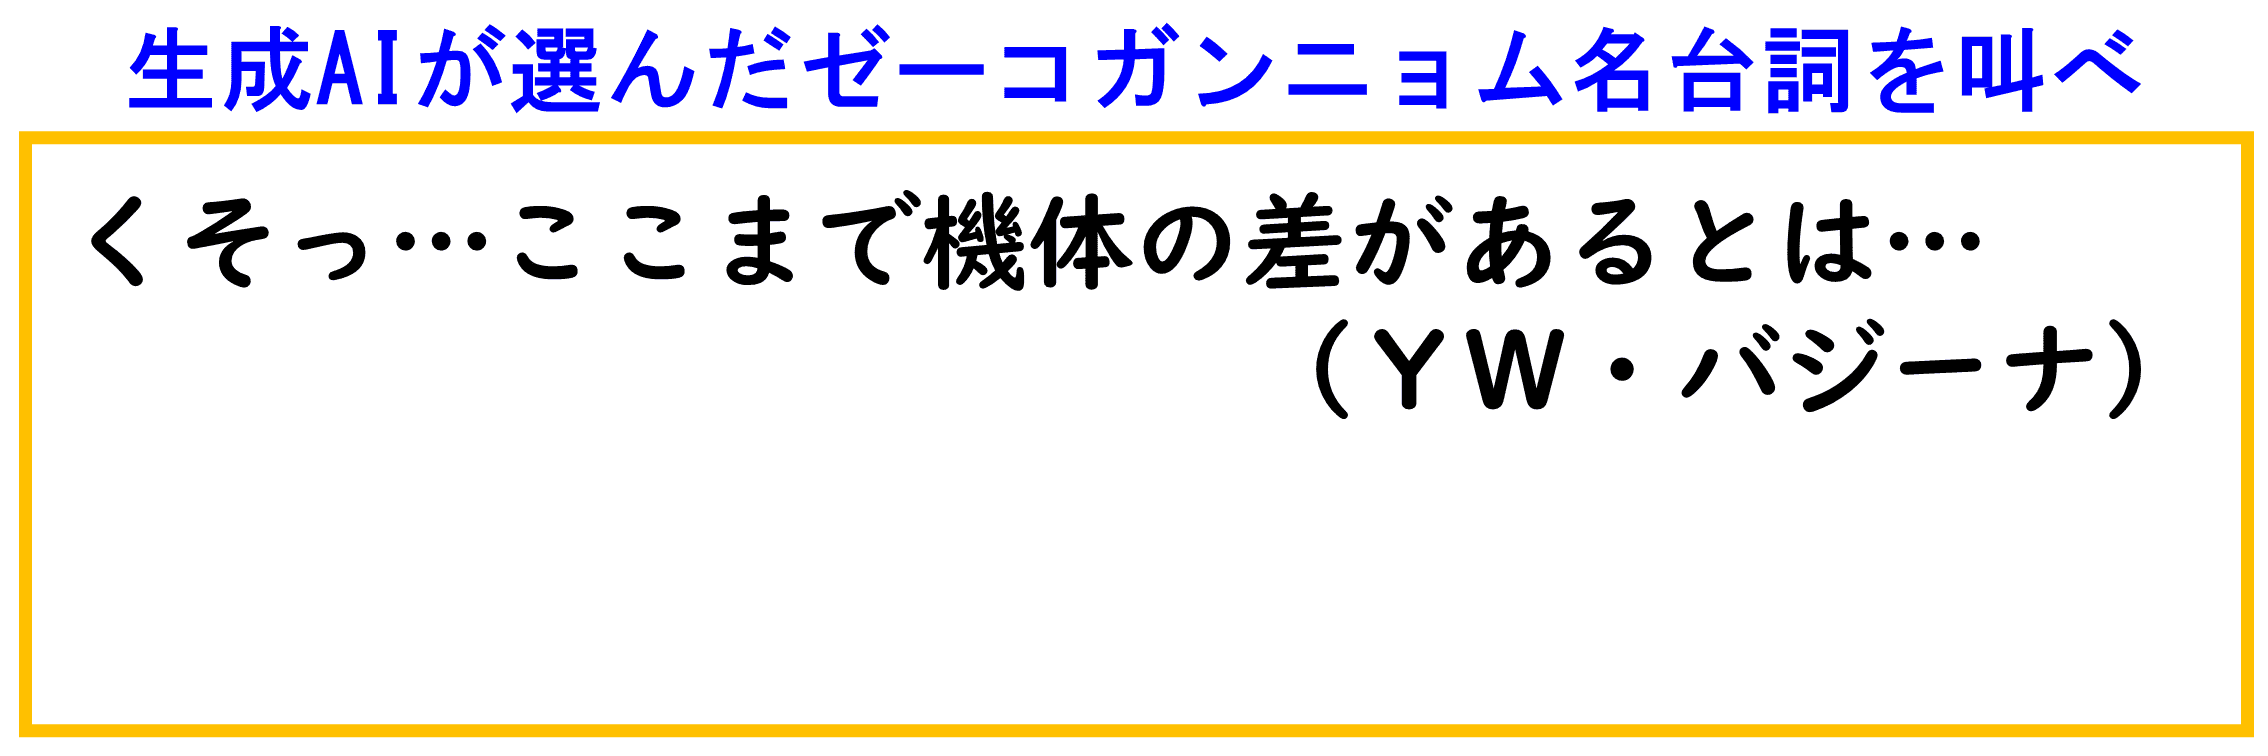 生成AIが選んだゼーコガンニョム名台詞を叫べ
くそっ…ここまで機体の差があるとは…
（ＹＷ・バジーナ）